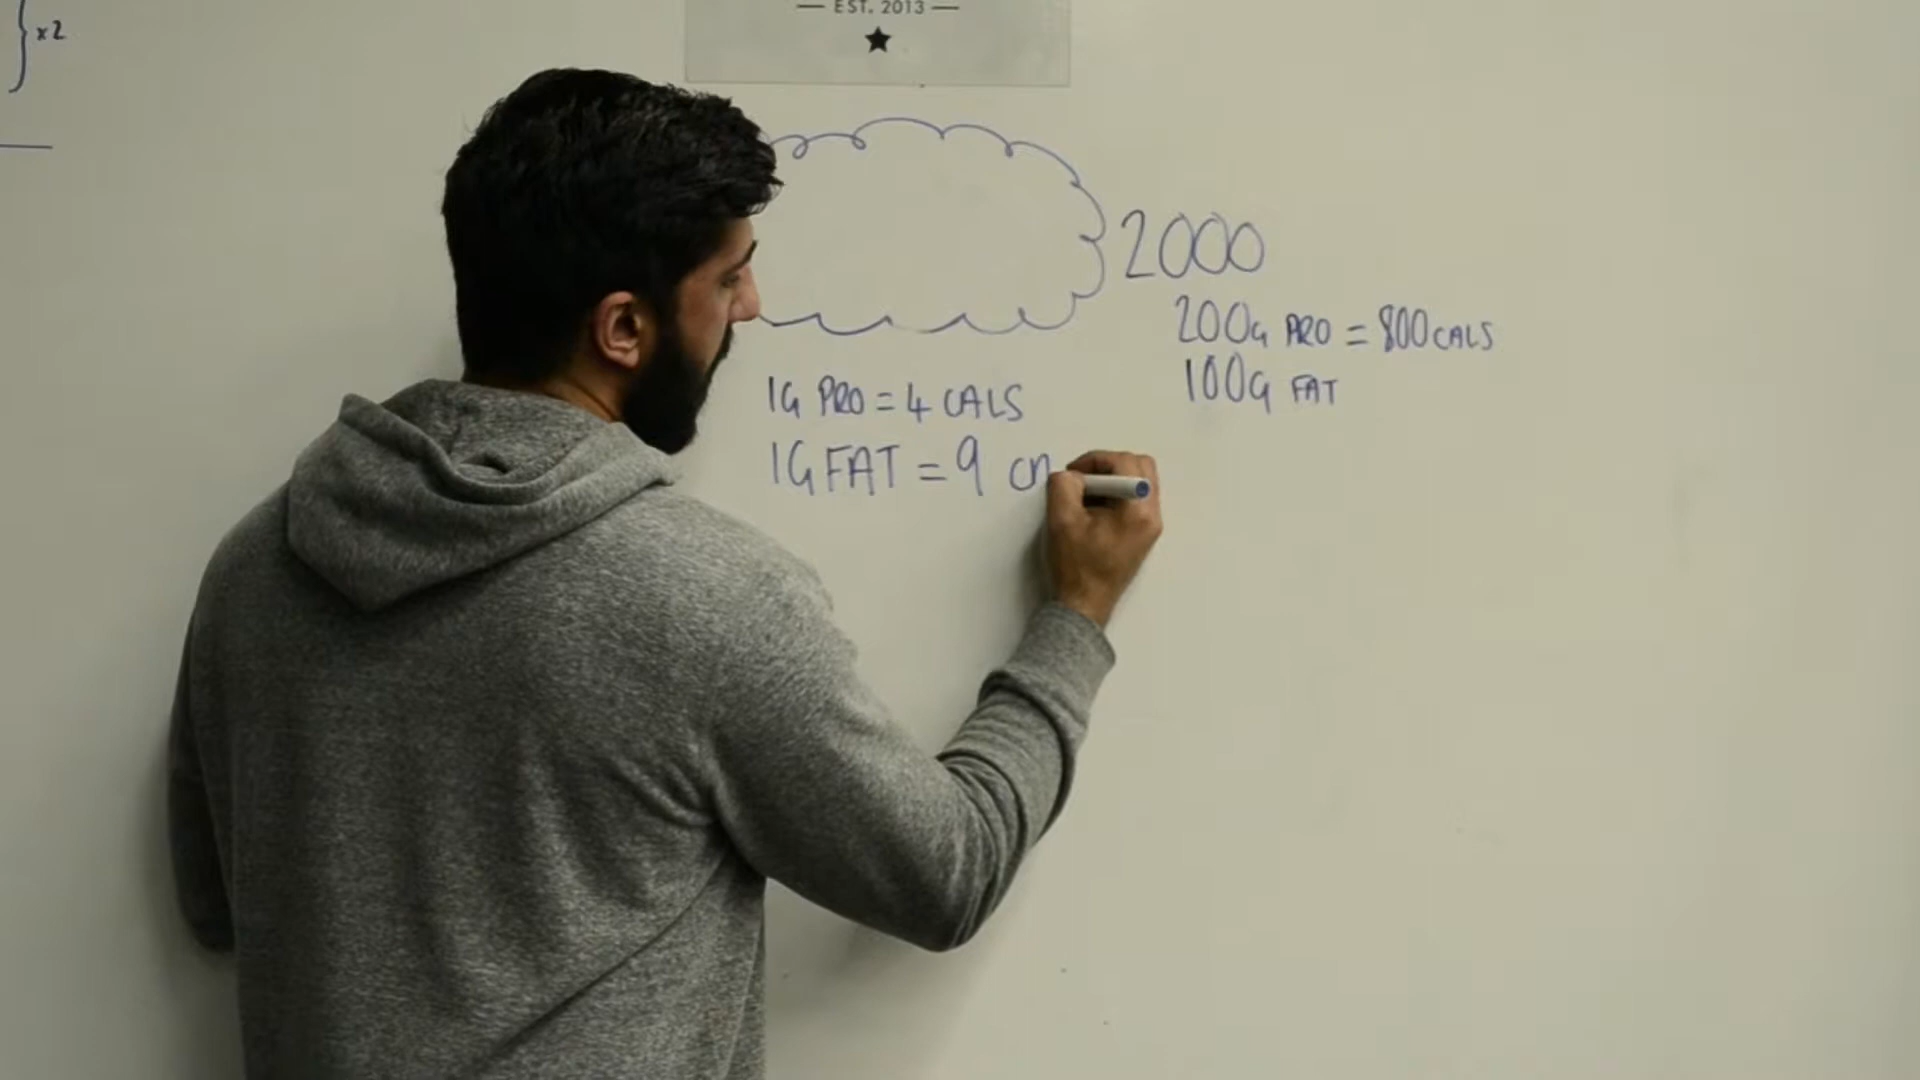 } x2
— EST. 2013 —
2000
200G PRO = 800 CALS
100G FAT
1G PRO = 4 CALS
1G FAT = 9 CA